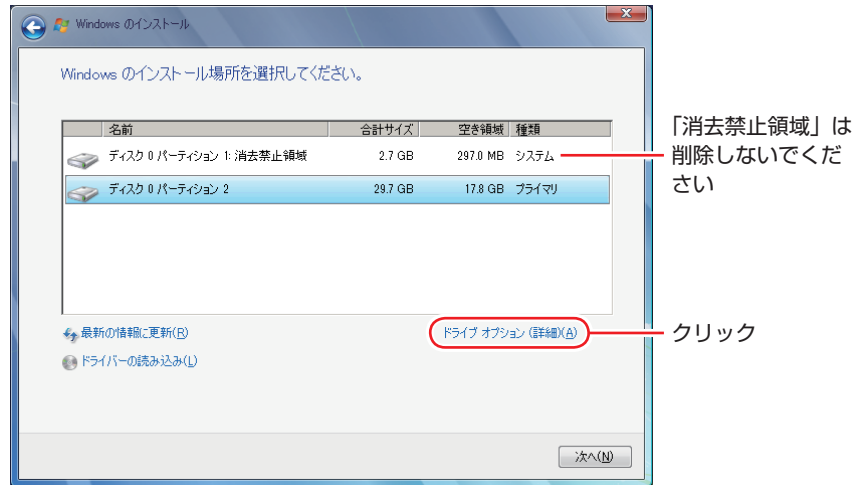 Windows のインストール
Windows のインストール場所を選択してください。
名前 合計サイズ 空き領域 種類
ディスク 0 パーティション 1: 消去禁止領域 2.7 GB 297.0 MB システム
ディスク 0 パーティション 2 29.7 GB 17.8 GB プライマリ
「消去禁止領域」は
削除しないでくだ
さい
最新の情報に更新(R)
ドライブ オプション (詳細)(A)
クリック
ドライバーの読み込み(L)
次へ(N)